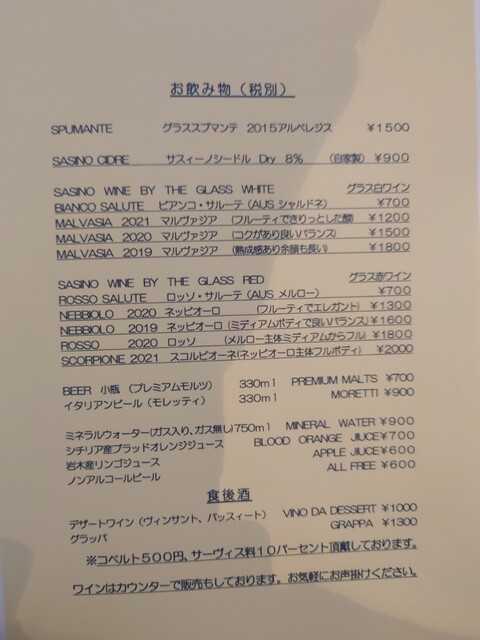 お飲み物（税別）
SPUMANTE グラススプマンテ 2015アルペレジス ¥1500
SASINO CIDRE サスィーノシードル Dry 8% (自家製) ¥900
SASINO WINE BY THE GLASS WHITE グラス白ワイン
BIANCO SALUTE ビアンコ・サルーテ (AUS シャルドネ) ¥700
MALVASIA 2021 マルヴァジア (フルーティできりっとした酸) ¥1200
MALVASIA 2020 マルヴァジア (コクがあり良いバランス) ¥1500
MALVASIA 2019 マルヴァジア (熟成感あり余韻も長い) ¥1800
SASINO WINE BY THE GLASS RED グラス赤ワイン
ROSSO SALUTE ロッソ・サルーテ (AUS メルロー) ¥700
NEBBIOLO 2020 ネッビオーロ (フルーティでエレガント) ¥1300
NEBBIOLO 2019 ネッビオーロ (ミディアムボディで良いバランス) ¥1600
ROSSO 2020 ロッソ (メルロー主体ミディアムからフル) ¥1800
SCORPIONE 2021 スコルピオーネ(ネッビオーロ主体フルボディ) ¥2000
BEER 小瓶 (プレミアムモルツ) 330ml PREMIUM MALTS ¥700
イタリアンビール (モレッティ) 330ml MORETTI ¥900
ミネラルウォーター(ガス入り、ガス無し)750ml MINERAL WATER ¥900
シチリア産ブラッドオレンジジュース BLOOD ORANGE JIUCE ¥700
岩木産リンゴジュース APPLE JIUCE ¥600
ノンアルコールビール ALL FREE ¥600
食後酒
デザートワイン (ヴィンサント、パッスィート) VINO DA DESSERT ¥1000
グラッパ GRAPPA ¥1300
※コペルト500円、サーヴィス料10パーセント頂戴しております。
ワインはカウンターで販売もしております。お気軽にお声掛けください。